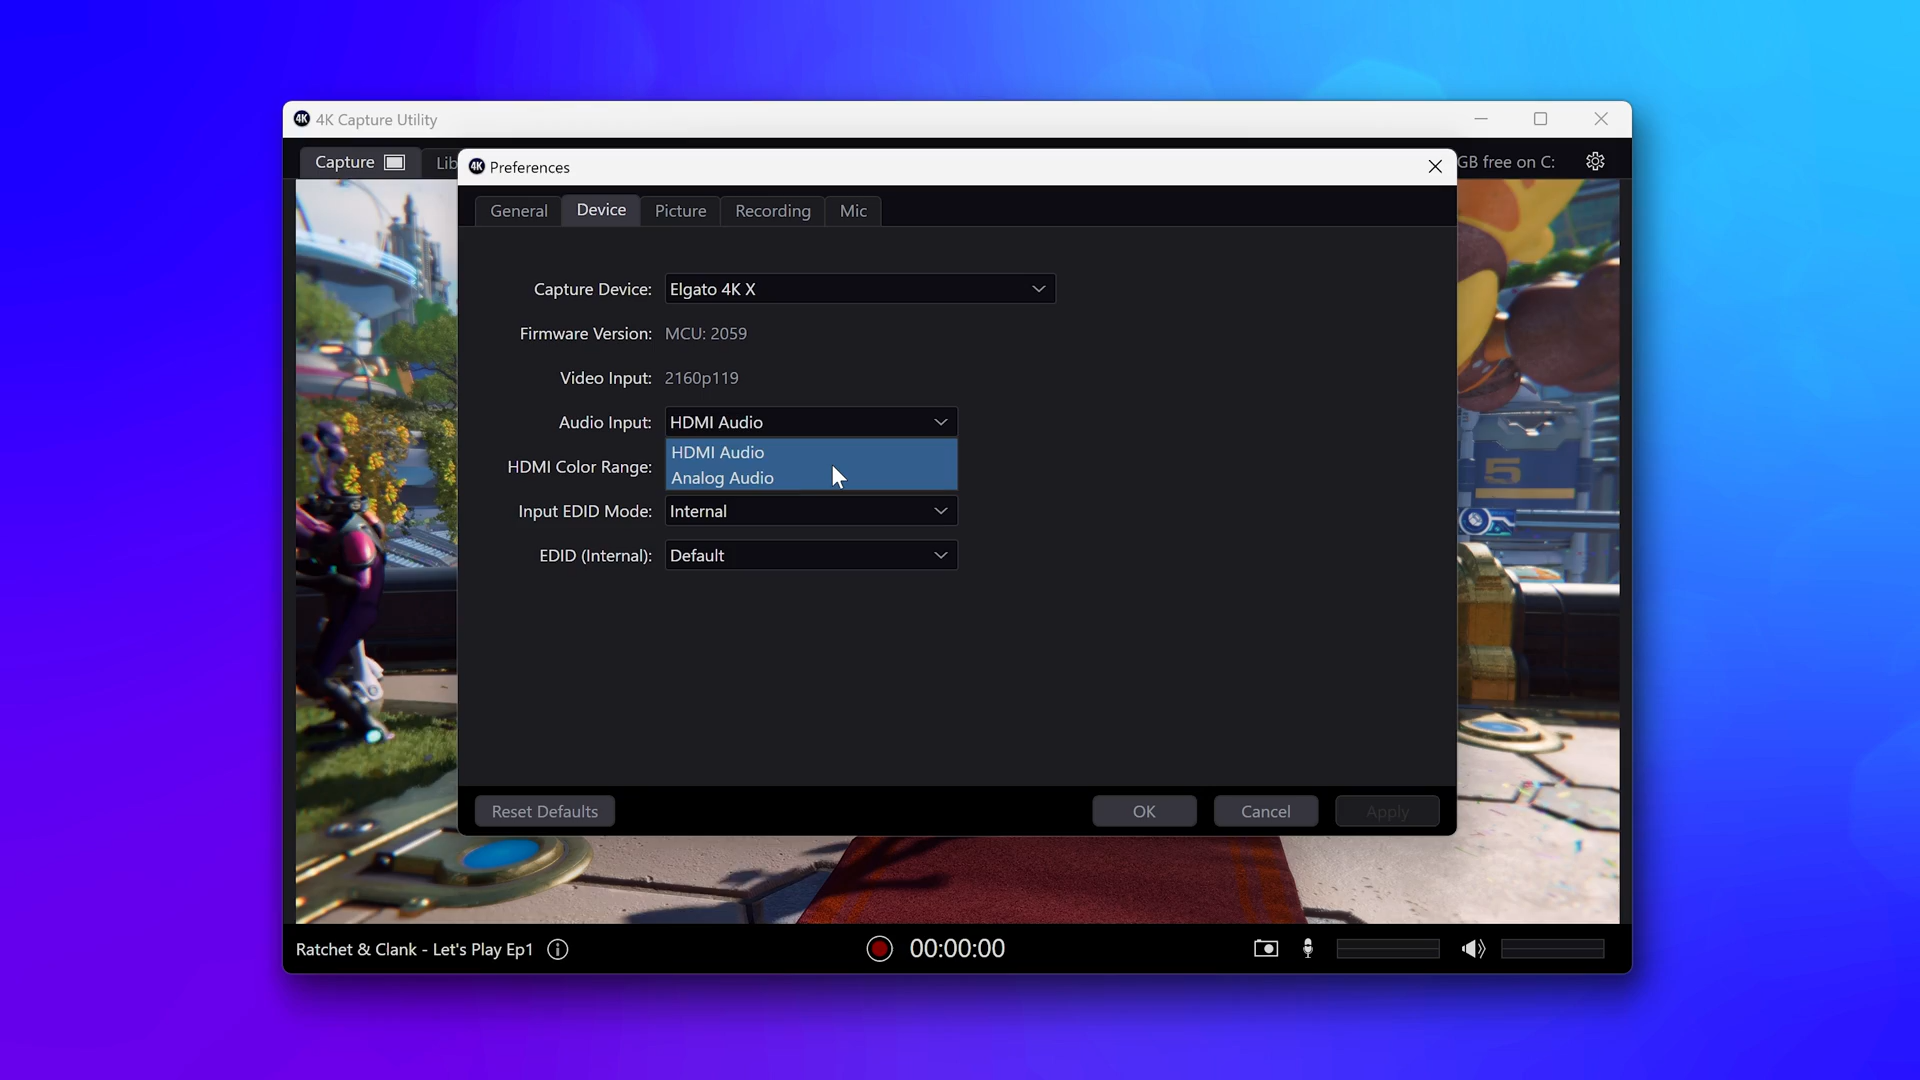 4K 4K Capture Utility
Capture Lib GB free on C:
4K Preferences
General Device Picture Recording Mic
Capture Device: Elgato 4K X
Firmware Version: MCU: 2059
Video Input: 2160p119
Audio Input: HDMI Audio
HDMI Audio
HDMI Color Range:
Analog Audio
Input EDID Mode: Internal
EDID (Internal): Default
5
Reset Defaults OK Cancel Apply
Ratchet & Clank - Let's Play Ep1 00:00:00